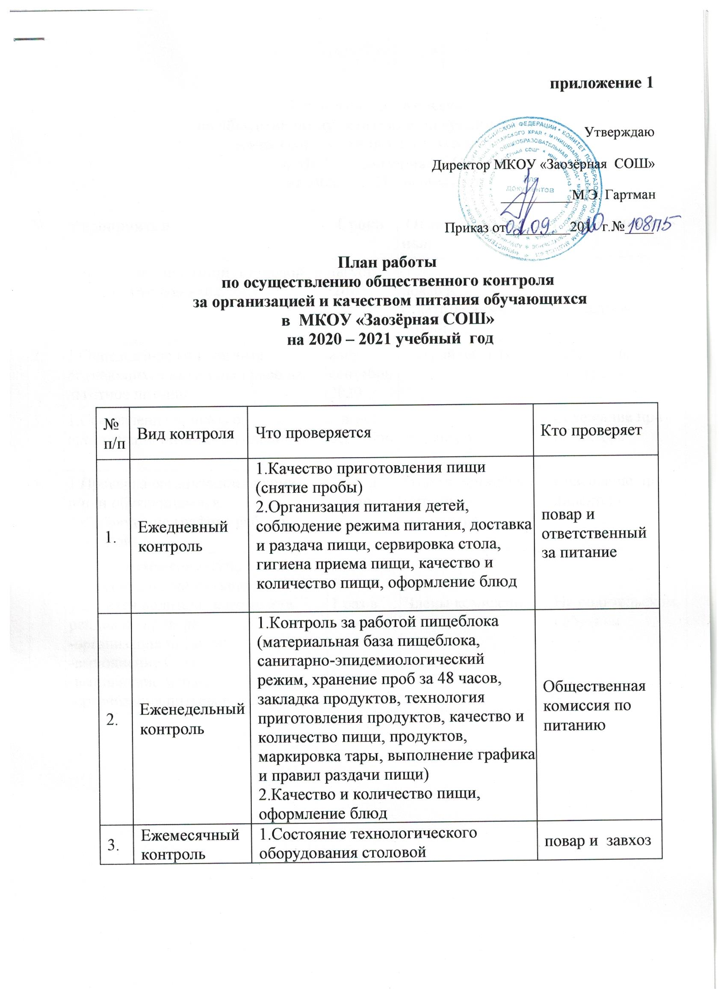 приложение 1
Утверждаю
Директор МКОУ «Заозёрная СОШ»
Для
документов
М.Э. Гартман
Приказ от 01.09 2020 г.№ 108П5
План работы
по осуществлению общественного контроля
за организацией и качеством питания обучающихся
в МКОУ «Заозёрная СОШ»
на 2020 – 2021 учебный год
№
п/п
Вид контроля
Что проверяется
Кто проверяет
1.
Ежедневный
контроль
1.Качество приготовления пищи
(снятие пробы)
2.Организация питания детей,
соблюдение режима питания, доставка
и раздача пищи, сервировка стола,
гигиена приема пищи, качество и
количество пищи, оформление блюд
повар и
ответственный
за питание
2.
Еженедельный
контроль
1.Контроль за работой пищеблока
(материальная база пищеблока,
санитарно-эпидемиологический
режим, хранение проб за 48 часов,
закладка продуктов, технология
приготовления продуктов, качество и
количество пищи, продуктов,
маркировка тары, выполнение графика
и правил раздачи пищи)
2.Качество и количество пищи,
оформление блюд
Общественная
комиссия по
питанию
3.
Ежемесячный
контроль
1.Состояние технологического
оборудования столовой
повар и завхоз